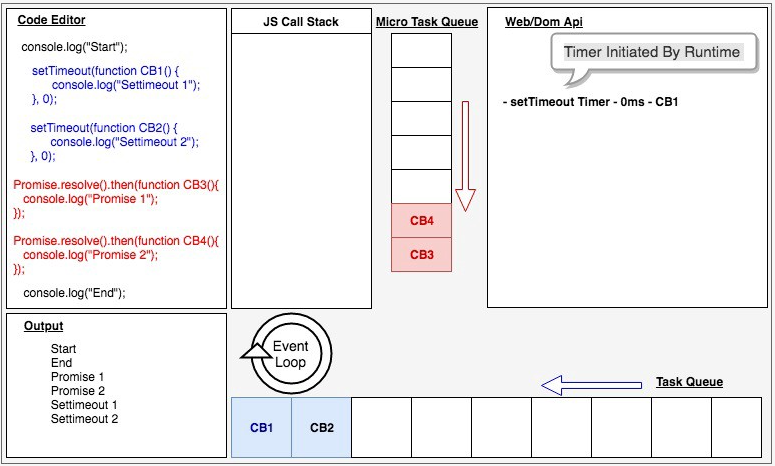 Code Editor
console.log("Start");
setTimeout(function CB1() {
console.log("Settimeout 1");
}, 0);
setTimeout(function CB2() {
console.log("Settimeout 2");
}, 0);
Promise.resolve().then(function CB3(){
console.log("Promise 1");
});
Promise.resolve().then(function CB4(){
console.log("Promise 2");
});
console.log("End");
JS Call Stack
Micro Task Queue
CB4
CB3
Web/Dom Api
Timer Initiated By Runtime
- setTimeout Timer - 0ms - CB1
Output
Start
End
Promise 1
Promise 2
Settimeout 1
Settimeout 2
Event
Loop
Task Queue
CB1
CB2